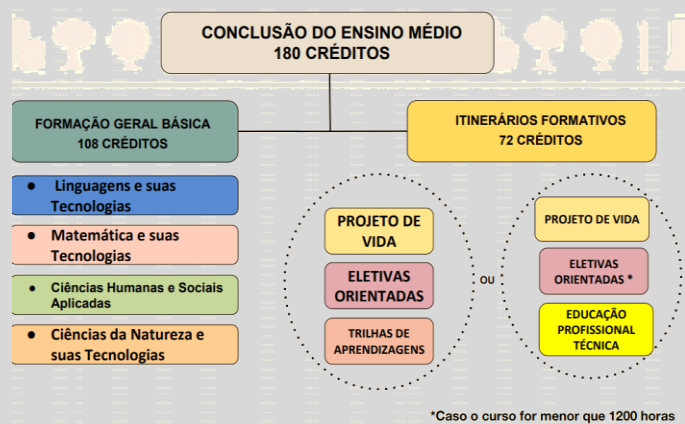 CONCLUSÃO DO ENSINO MÉDIO
180 CRÉDITOS
FORMAÇÃO GERAL BÁSICA
108 CRÉDITOS
ITINERÁRIOS FORMATIVOS
72 CRÉDITOS
● Linguagens e suas
Tecnologias
● Matemática e suas
Tecnologias
● Ciências Humanas e Sociais
Aplicadas
● Ciências da Natureza e
suas Tecnologias
PROJETO DE
VIDA
ELETIVAS
ORIENTADAS
TRILHAS DE
APRENDIZAGENS
ou
PROJETO DE VIDA
ELETIVAS
ORIENTADAS *
EDUCAÇÃO
PROFISSIONAL
TÉCNICA
*Caso o curso for menor que 1200 horas